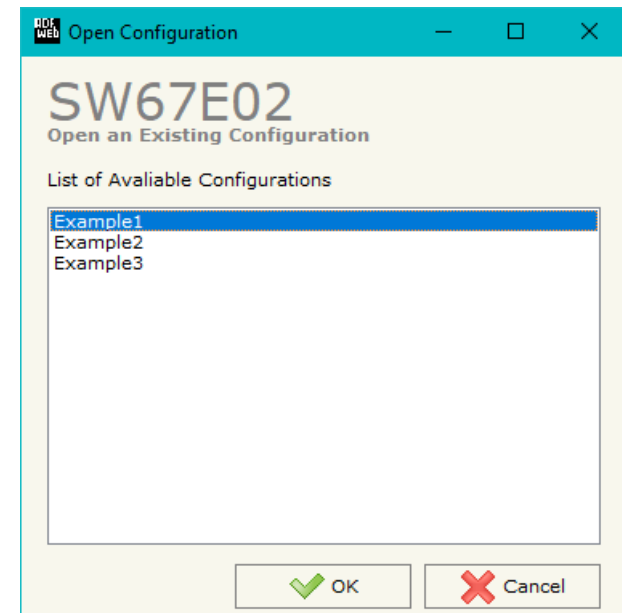 ADF
WEB Open Configuration
SW67E02
Open an Existing Configuration
List of Avaliable Configurations
Example1
Example2
Example3
OK Cancel